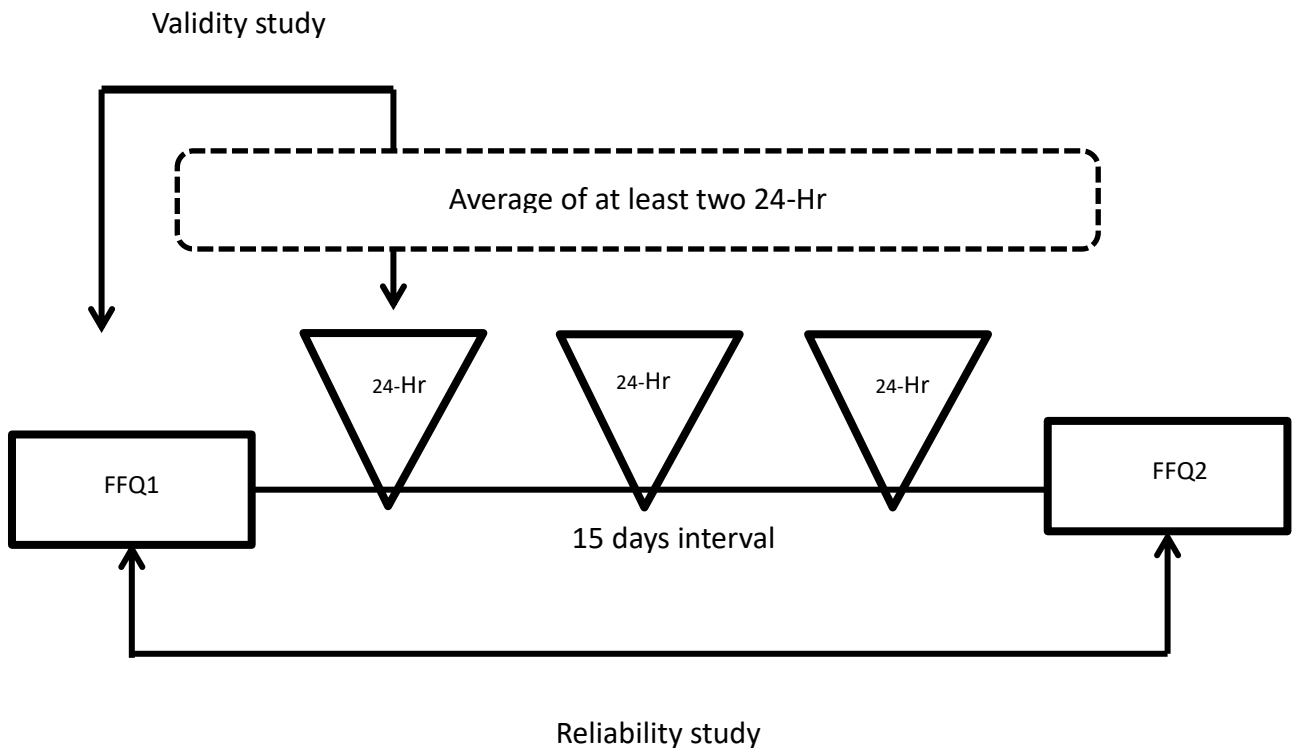 Validity study
Average of at least two 24-Hr
24-Hr
24-Hr
24-Hr
FFQ1
FFQ2
15 days interval
Reliability study